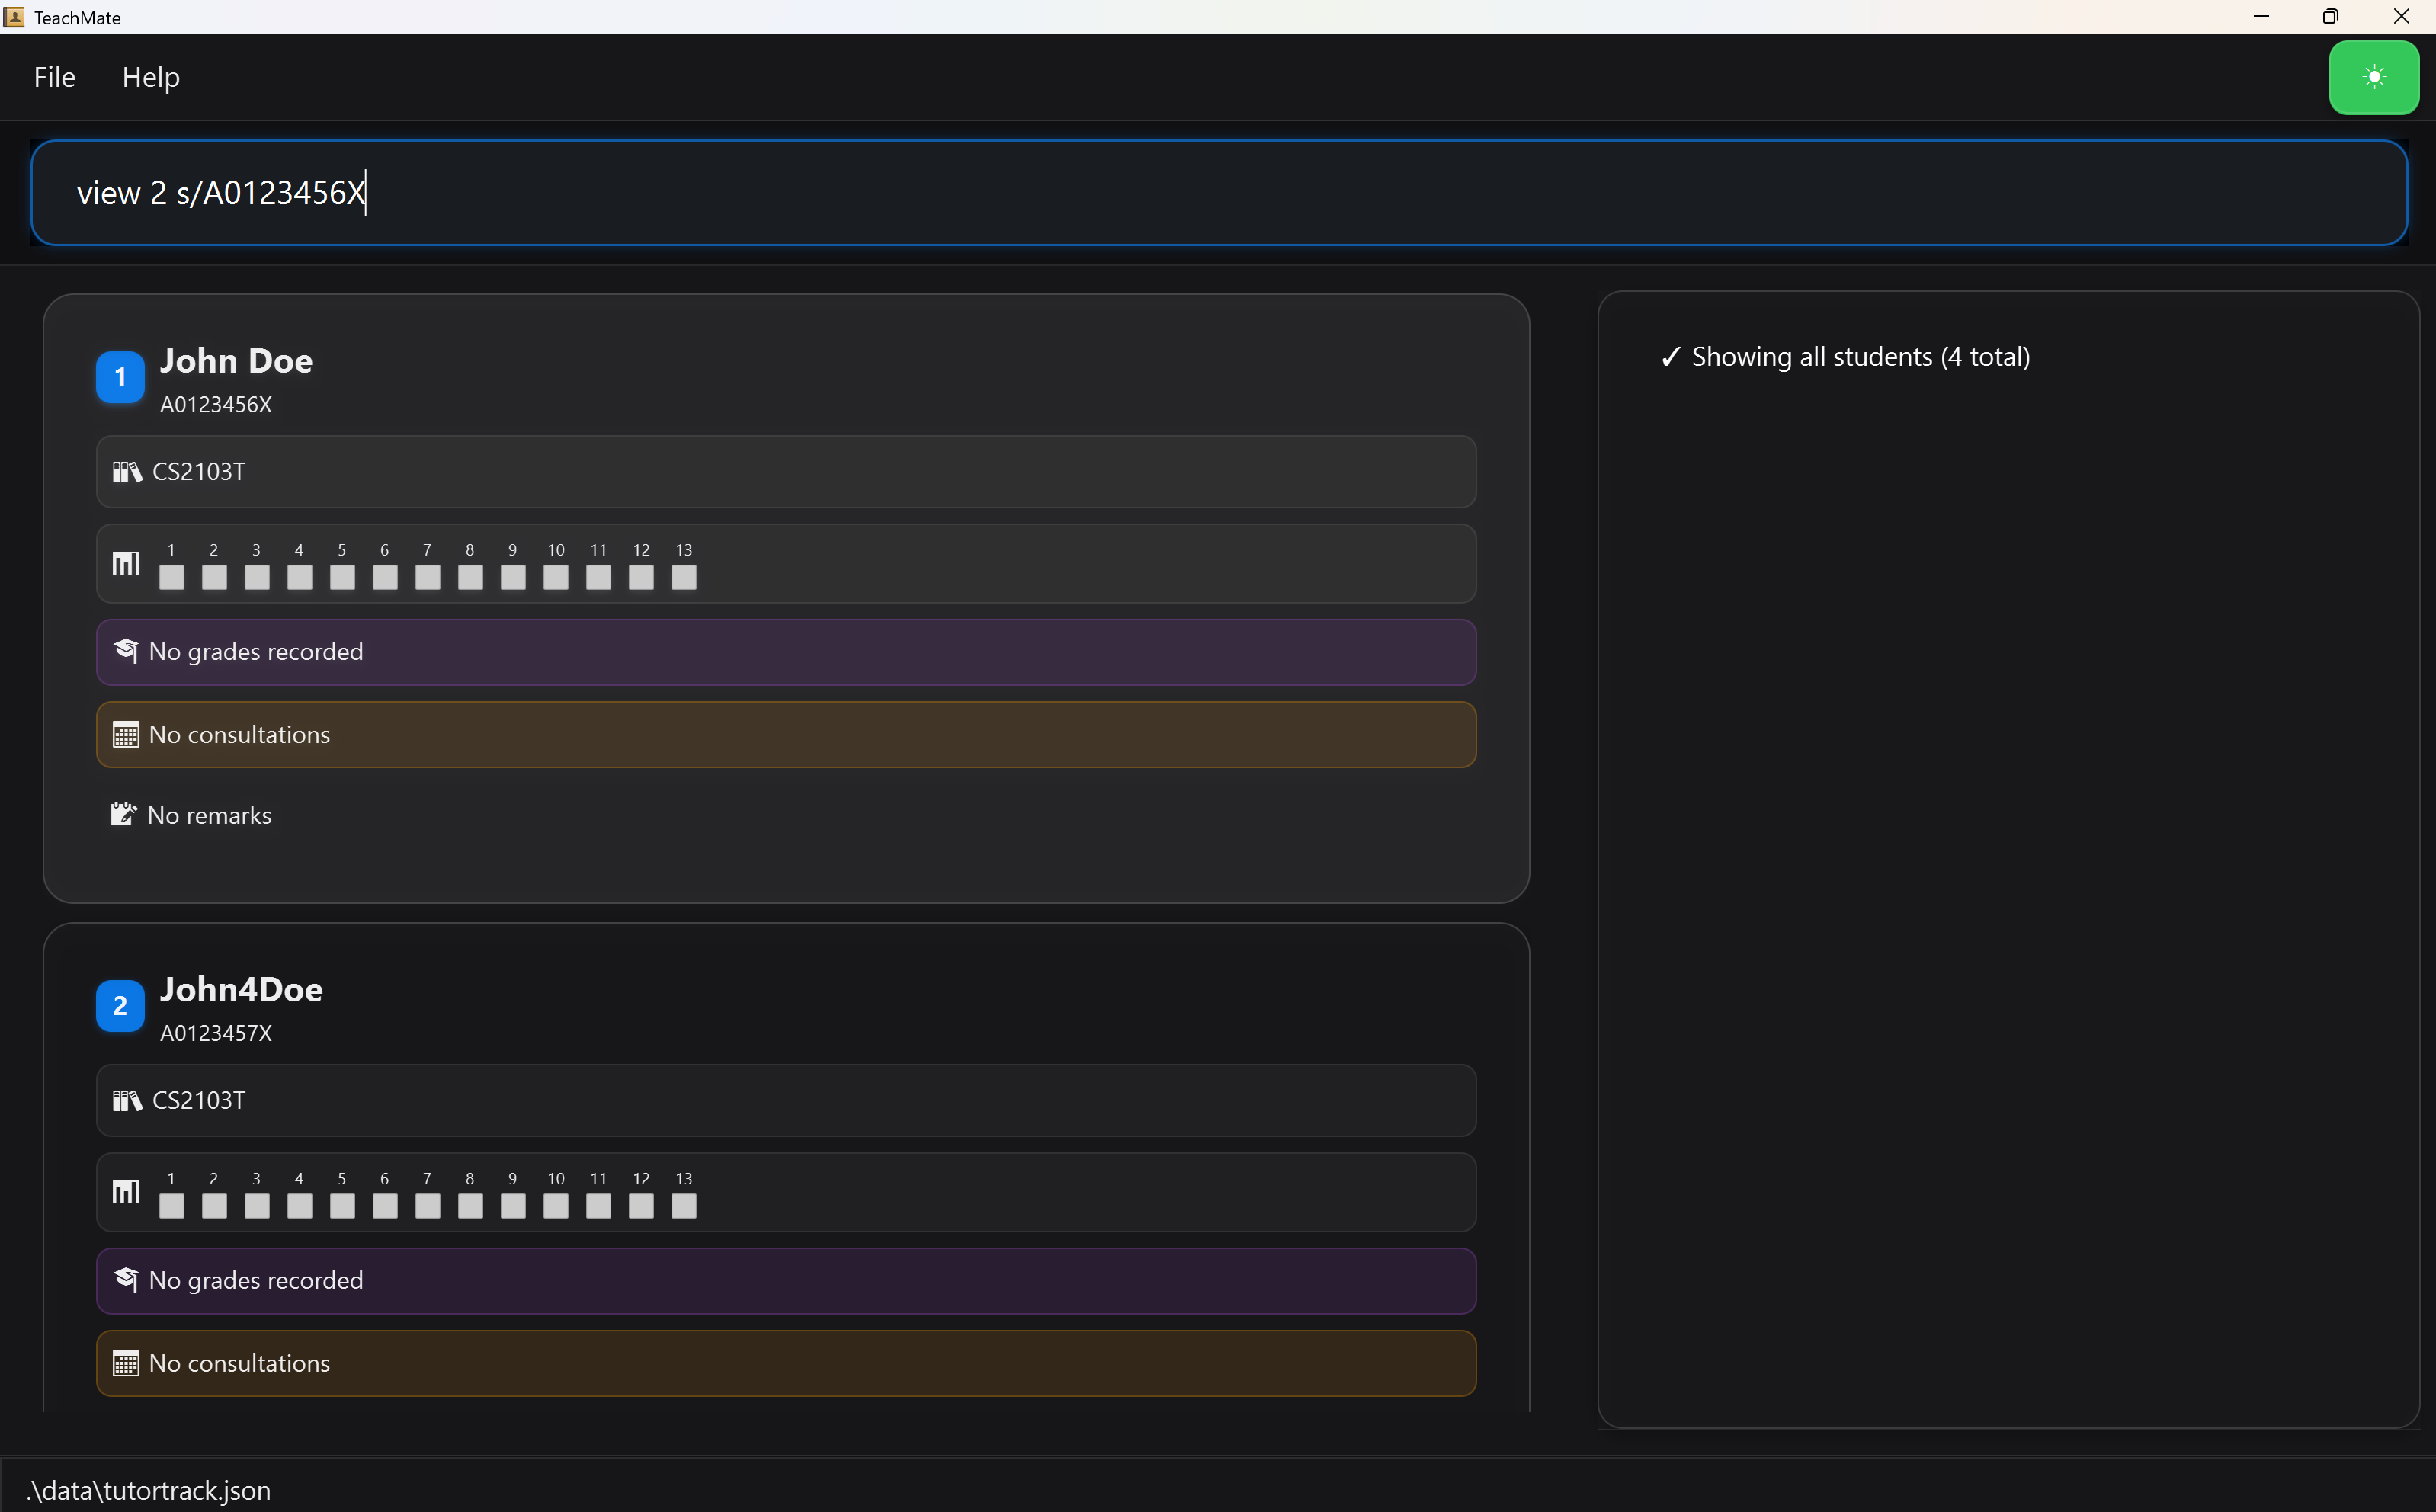 TeachMate
File Help
view 2 s/A0123456X
1 John Doe
A0123456X
CS2103T
1 2 3 4 5 6 7 8 9 10 11 12 13
No grades recorded
No consultations
No remarks
2 John4Doe
A0123457X
CS2103T
1 2 3 4 5 6 7 8 9 10 11 12 13
No grades recorded
No consultations
✓ Showing all students (4 total)
.\data\tutortrack.json